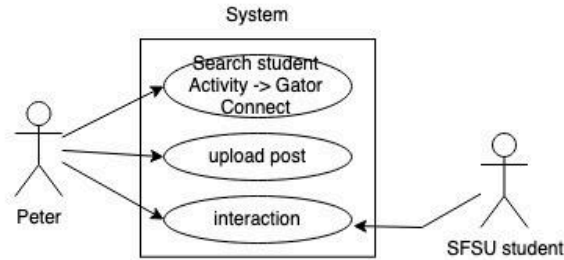 System
Search student
Activity -> Gator
Connect
upload post
interaction
Peter
SFSU student